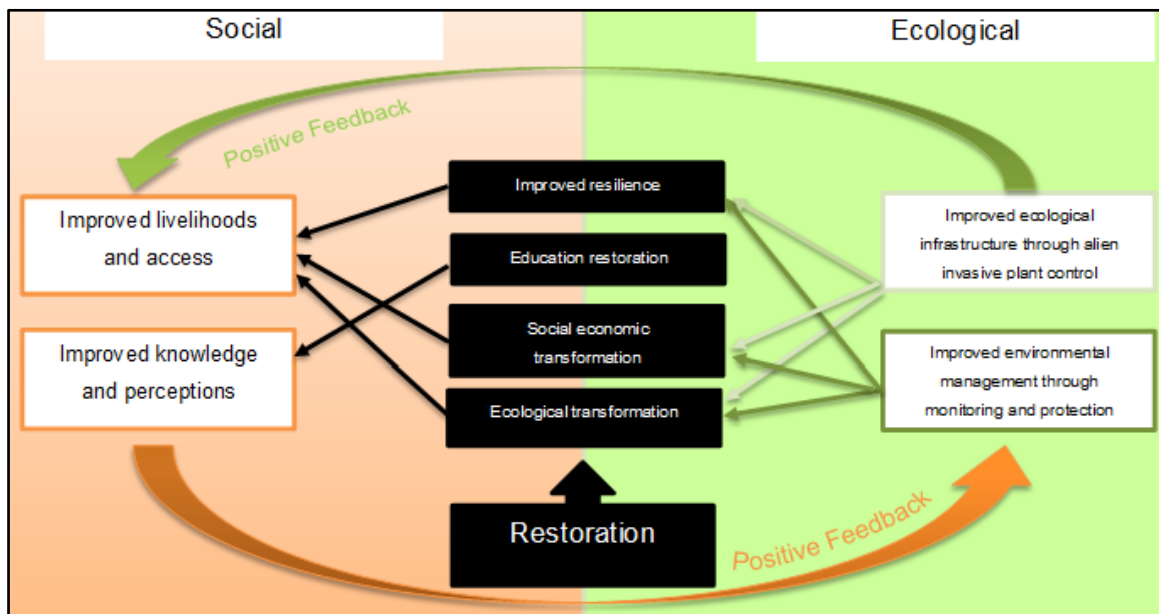 Social
Ecological
Positive Feedback
Improved livelihoods
and access
Improved knowledge
and perceptions
Improved resilience
Education restoration
Social economic
transformation
Ecological transformation
Restoration
Improved ecological
infrastructure through alien
invasive plant control
Improved environmental
management through
monitoring and protection
Positive Feedback